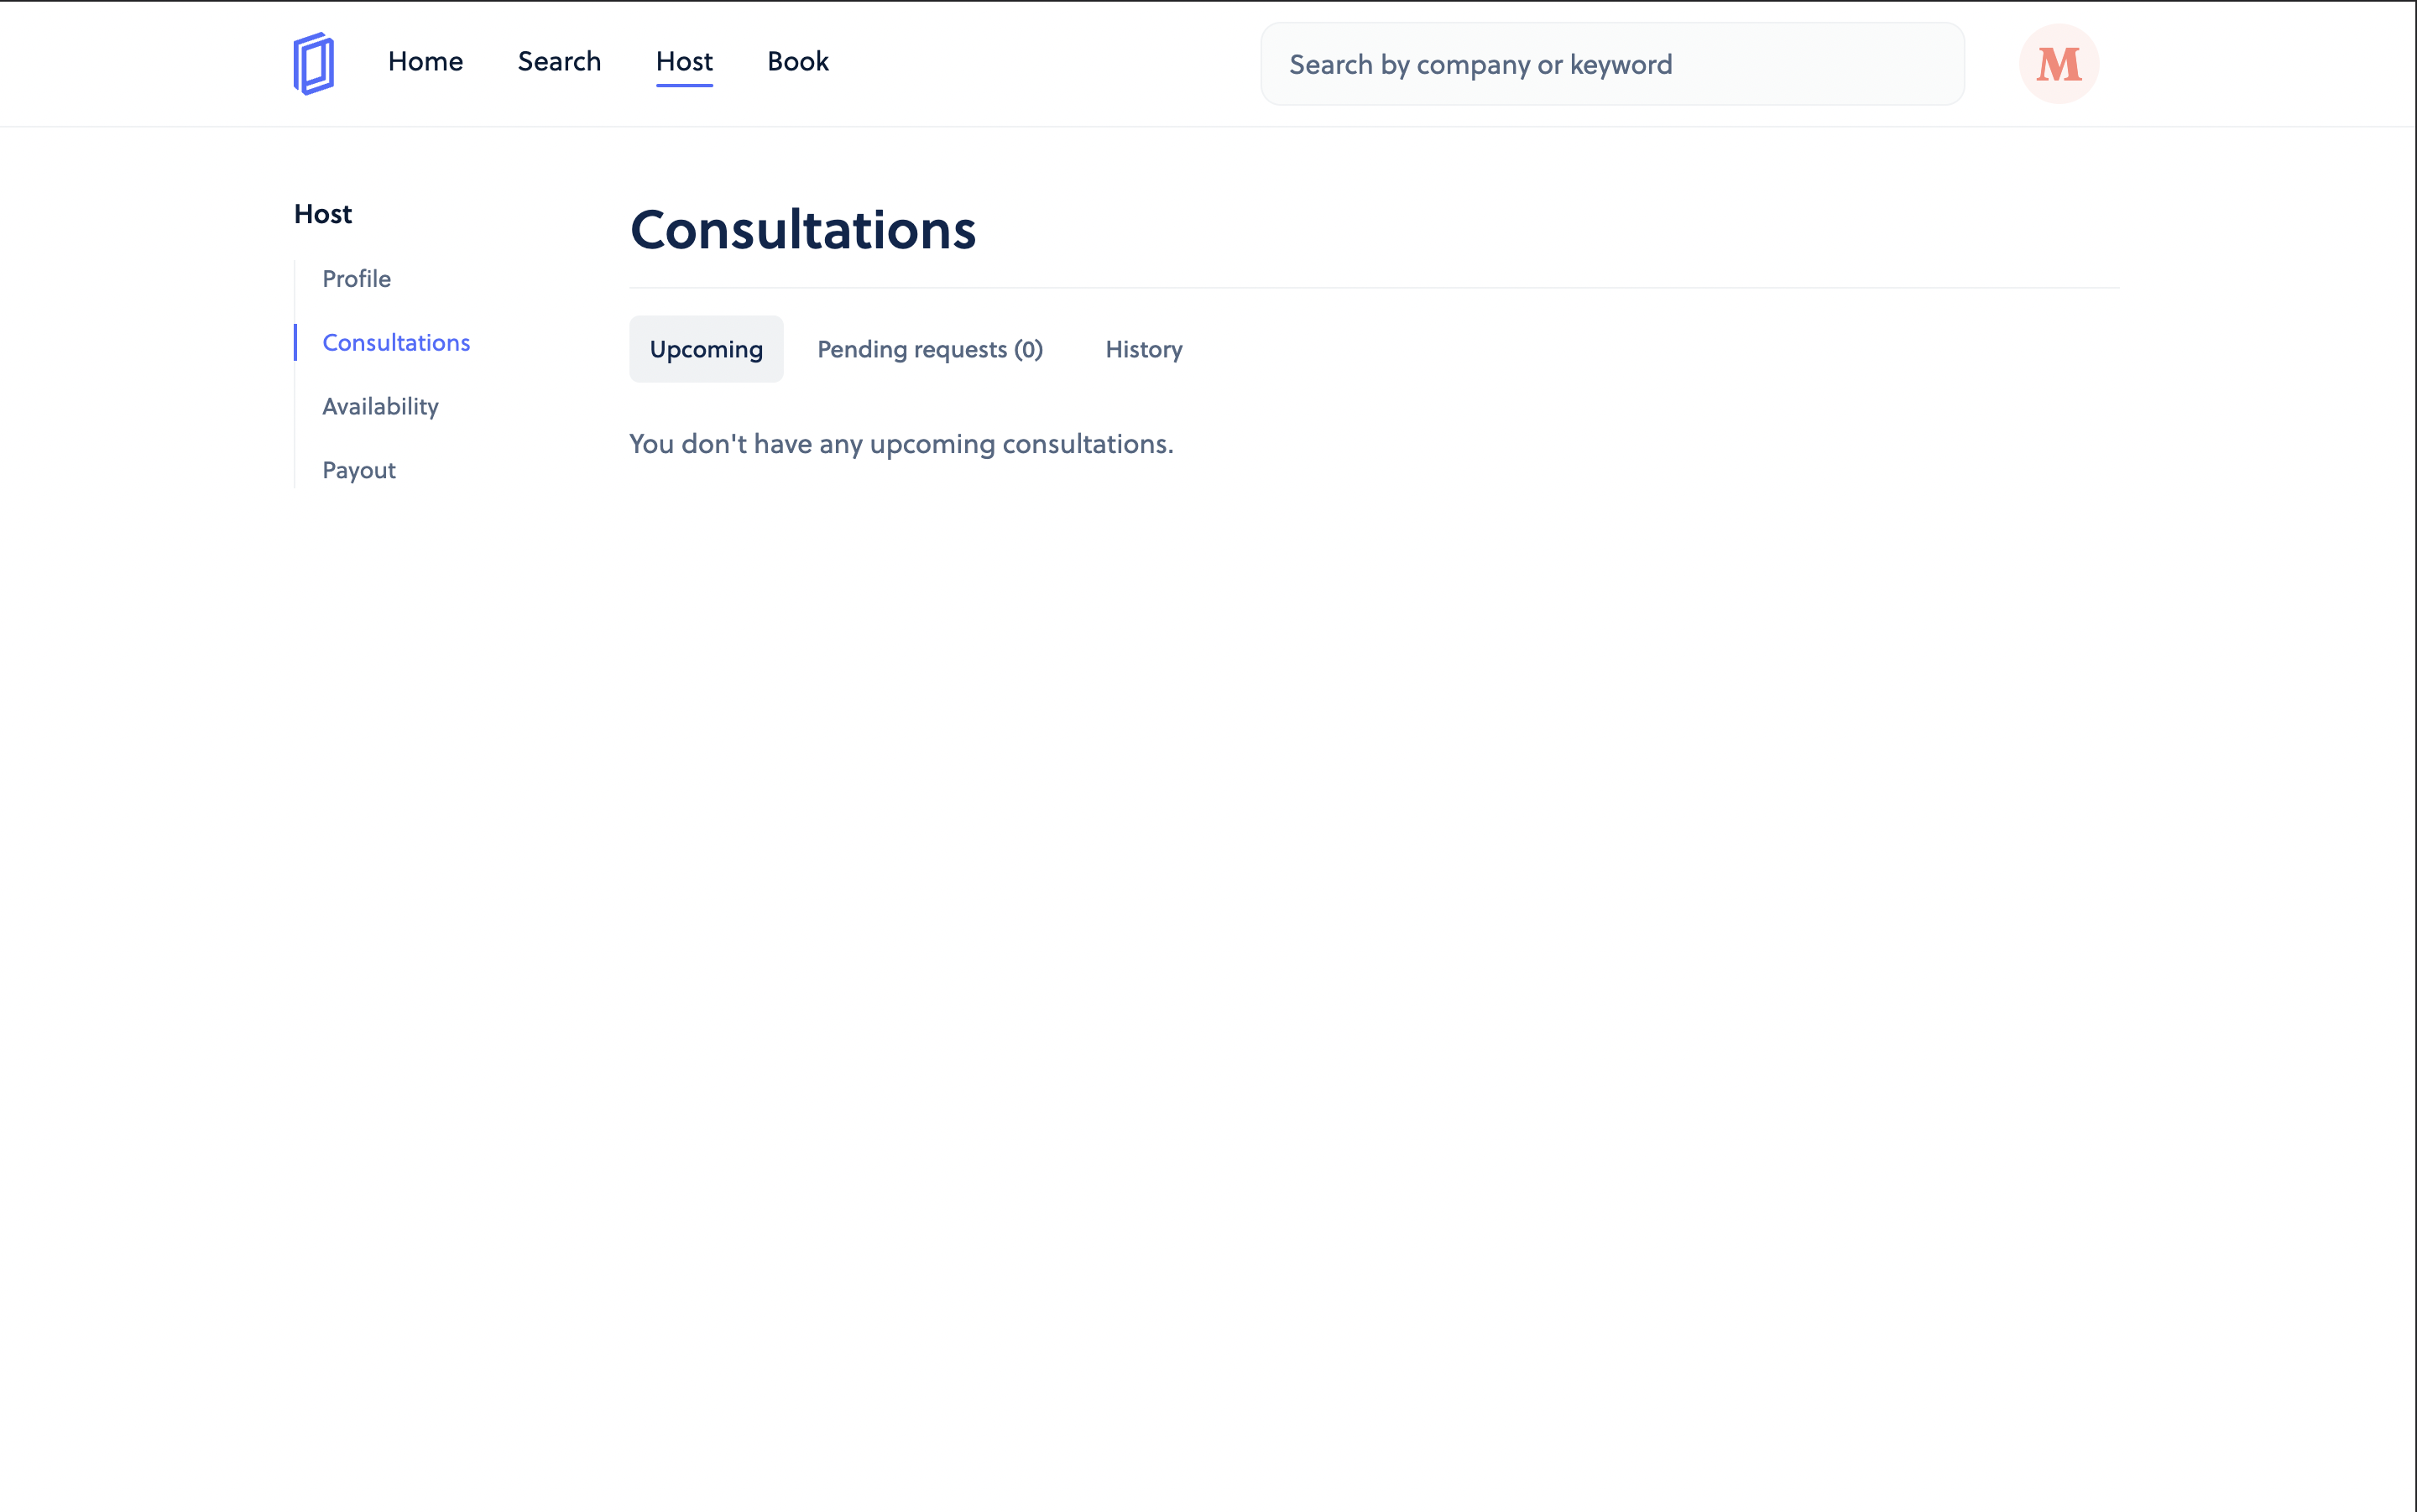 Home Search Host Book Search by company or keyword M
Host
Profile
Consultations
Availability
Payout
Consultations
Upcoming Pending requests (0) History
You don't have any upcoming consultations.